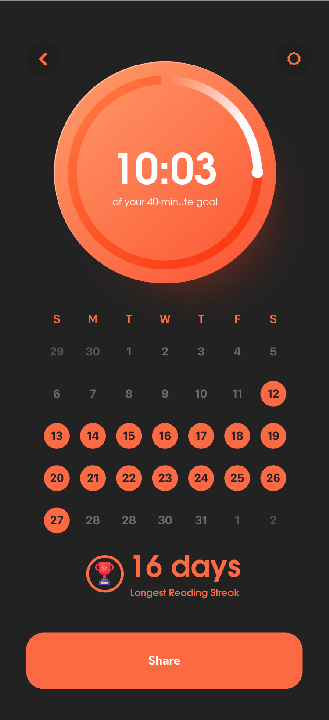 10:03
of your 40-minute goal
S M T W T F S
29 30 1 2 3 4 5
6 7 8 9 10 11 12
13 14 15 16 17 18 19
20 21 22 23 24 25 26
27 28 28 30 31 1 2
16 days
Longest Reading Streak
Share